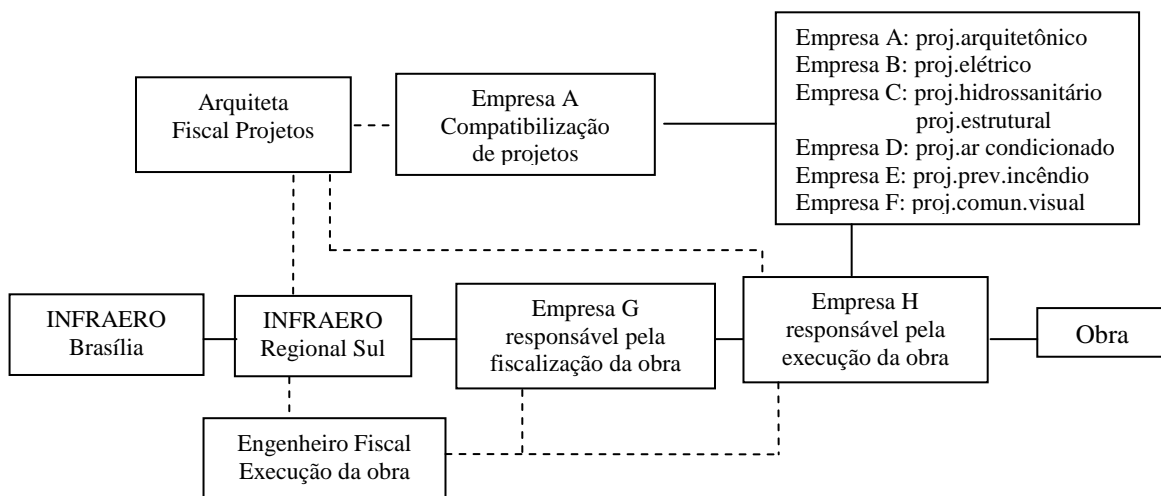 Arquiteta
Fiscal Projetos
Empresa A
Compatibilização
de projetos
Empresa A: proj.arquitetônico
Empresa B: proj.elétrico
Empresa C: proj.hidrossanitário
proj.estrutural
Empresa D: proj.ar condicionado
Empresa E: proj.prev.incêndio
Empresa F: proj.comun.visual
INFRAERO
Brasília
INFRAERO
Regional Sul
Empresa G
responsável pela
fiscalização da obra
Empresa H
responsável pela
execução da obra
Obra
Engenheiro Fiscal
Execução da obra